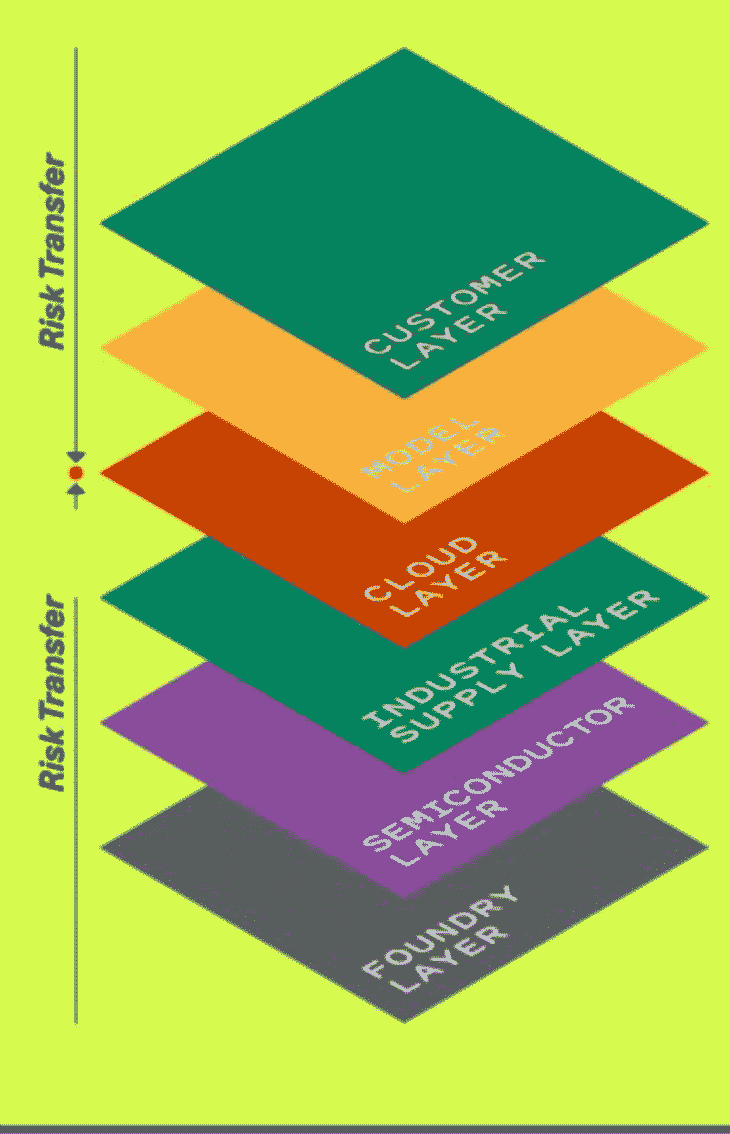 Risk Transfer
CUSTOMER
LAYER
MODEL
LAYER
CLOUD
LAYER
INDUSTRIAL
SUPPLY LAYER
Risk Transfer
SEMICONDUCTOR
LAYER
FOUNDRY
LAYER